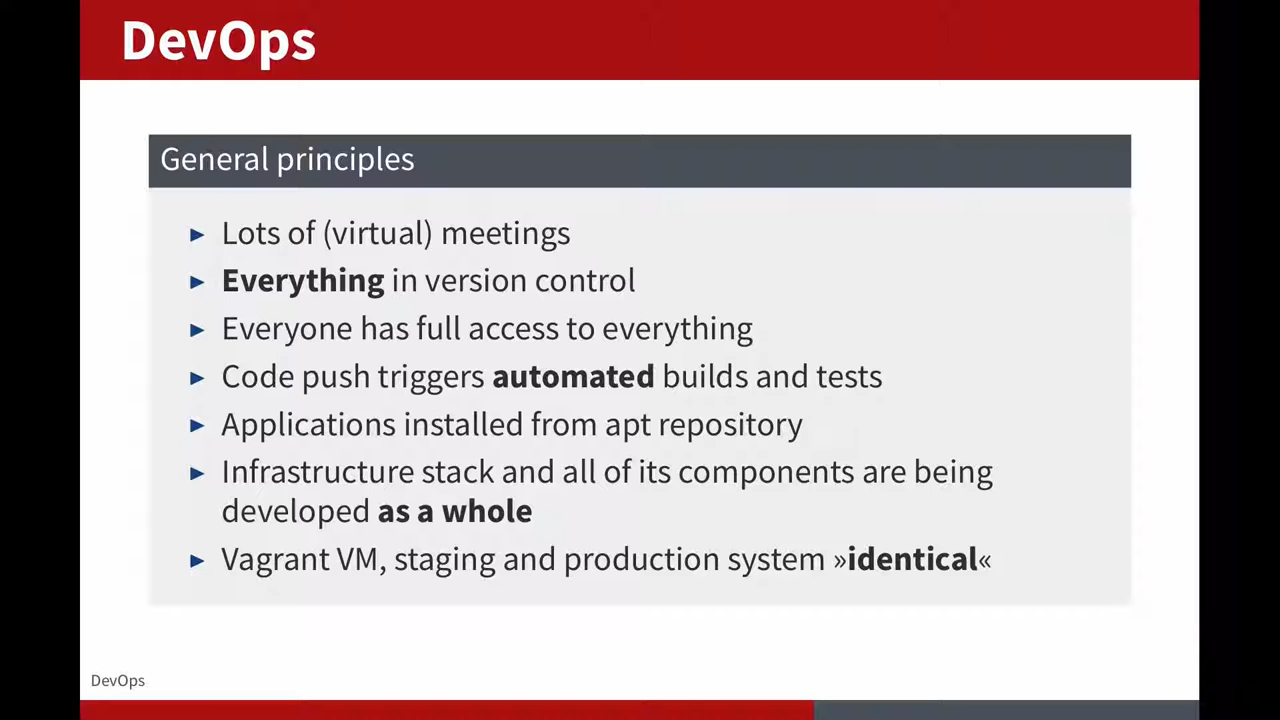 DevOps
General principles
Lots of (virtual) meetings
Everything in version control
Everyone has full access to everything
Code push triggers automated builds and tests
Applications installed from apt repository
Infrastructure stack and all of its components are being
developed as a whole
Vagrant VM, staging and production system »identical«
DevOps